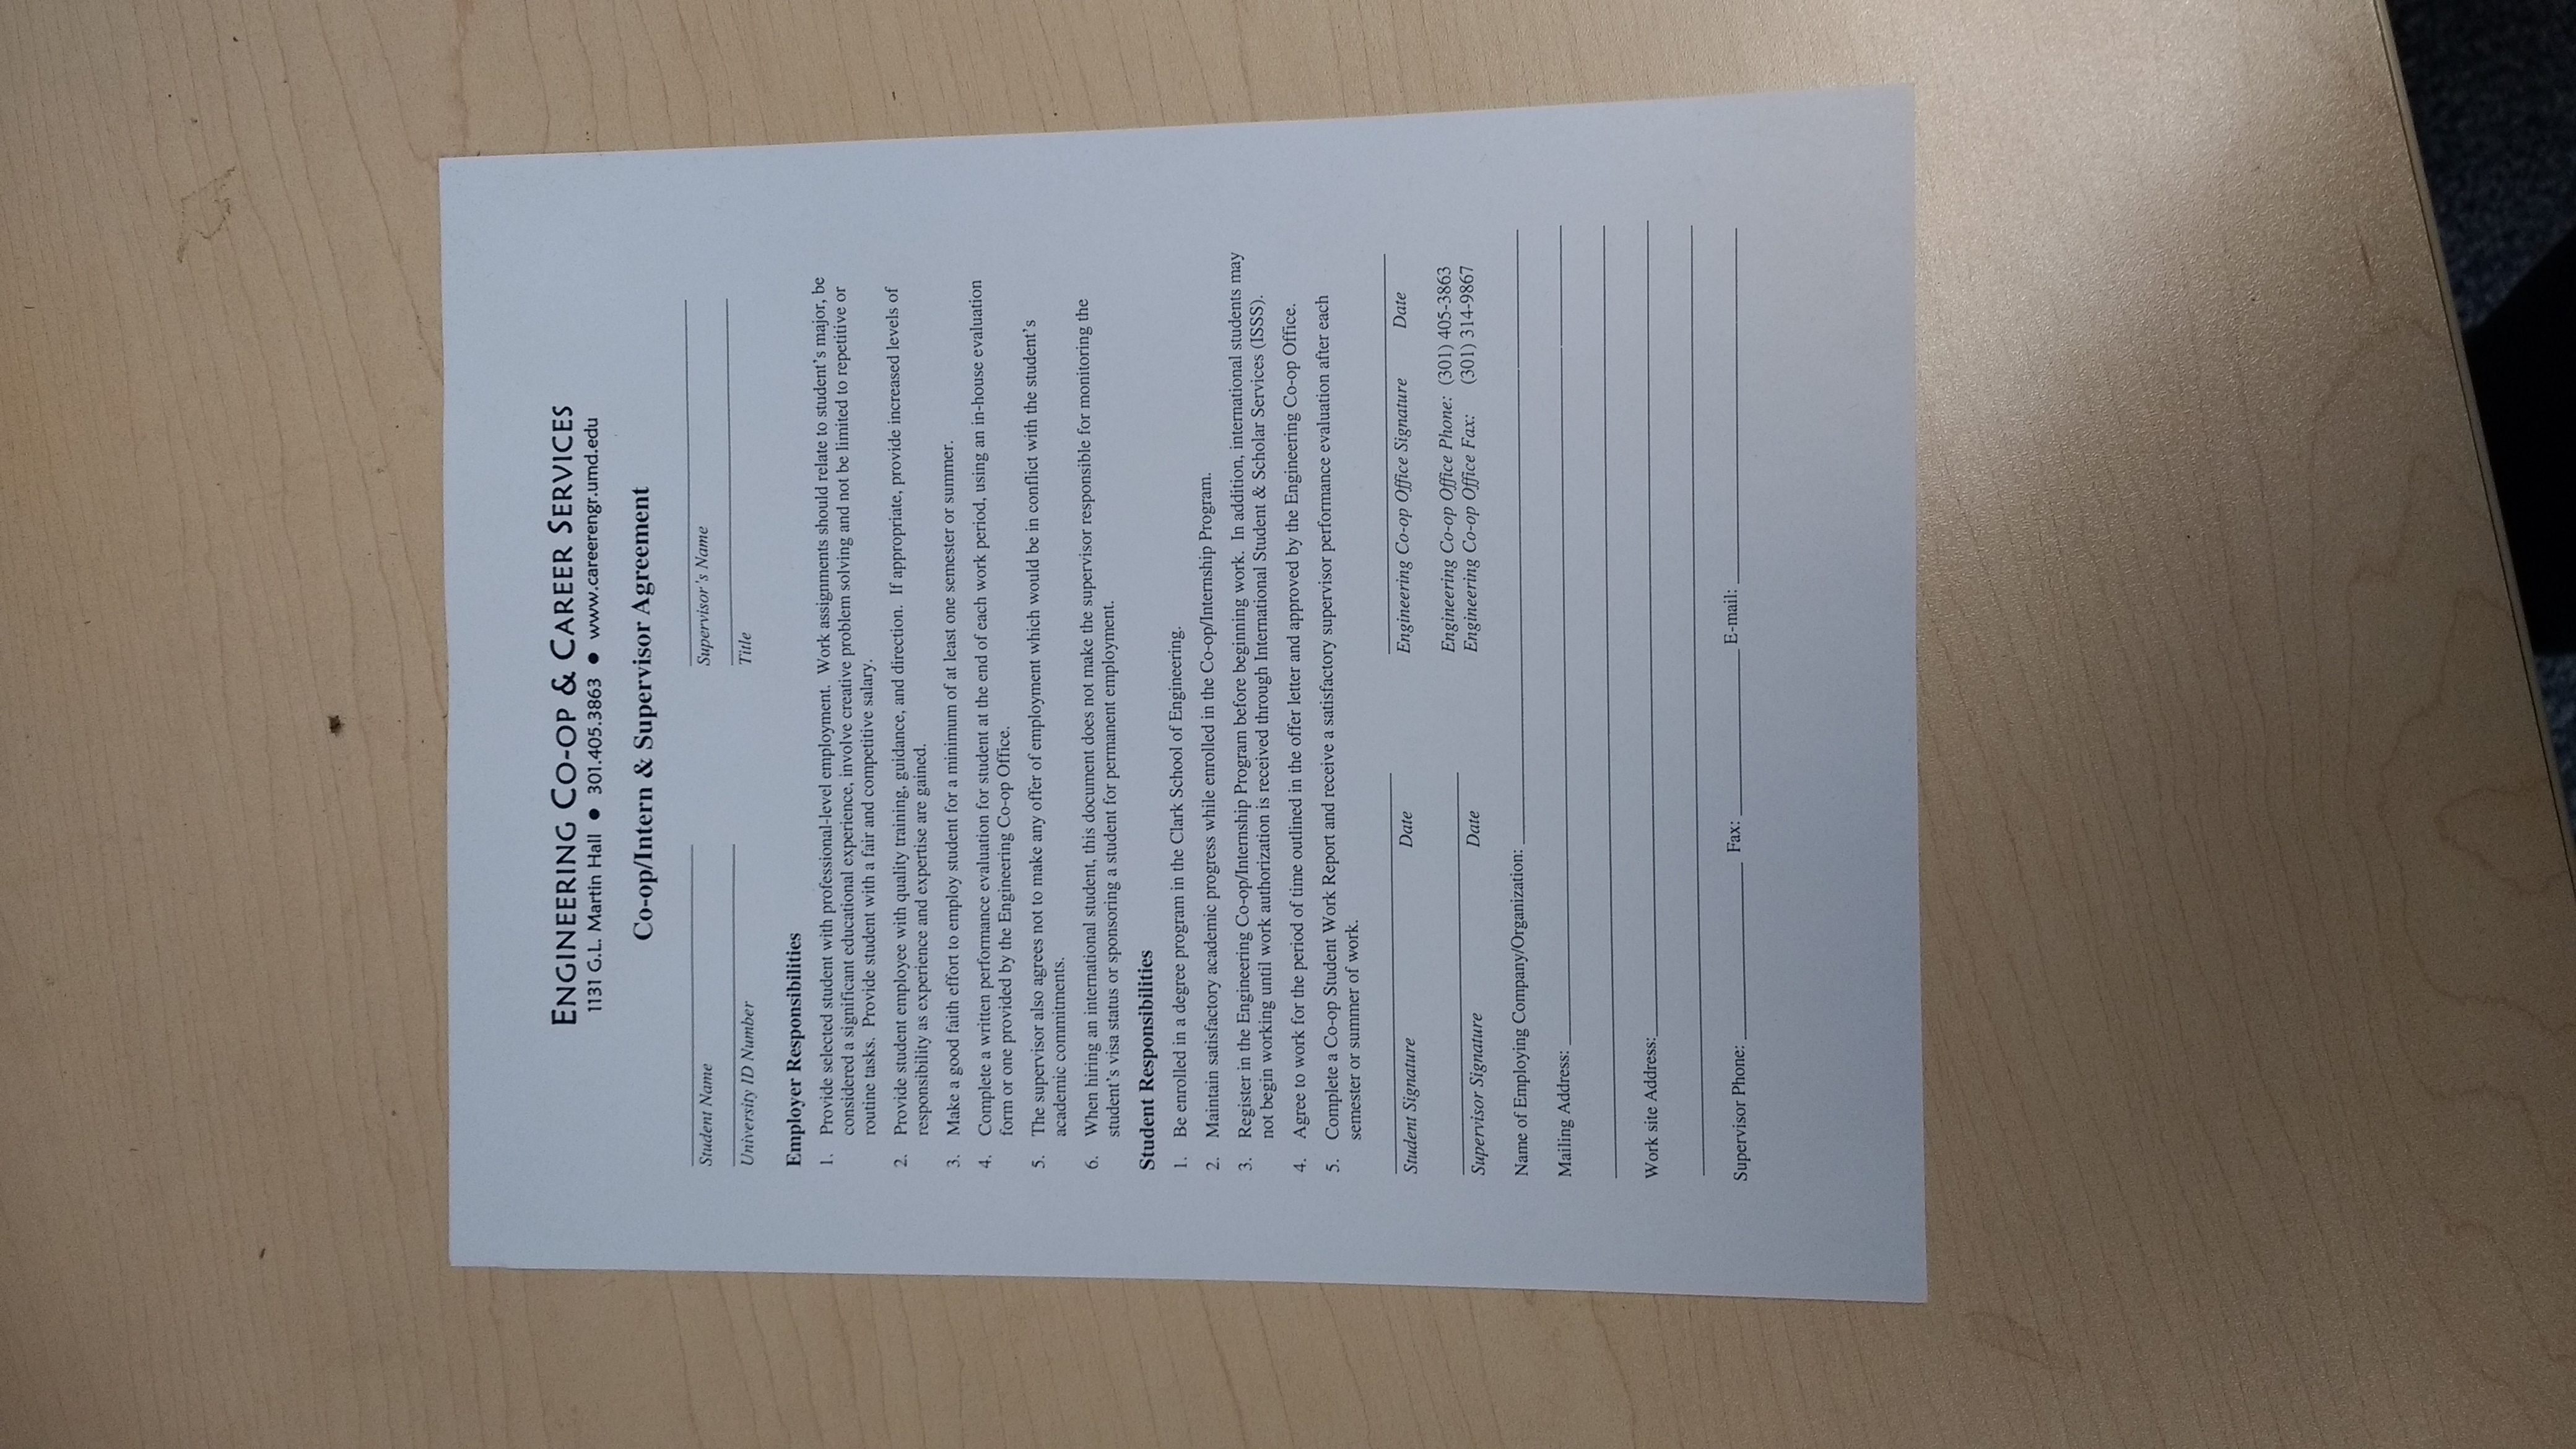 ENGINEERING CO-OP & CAREER SERVICES
1131 G.L. Martin Hall ● 301.405.3863 ● www.careerengr.umd.edu
Co-op/Intern & Supervisor Agreement
Student Name Supervisor's Name
University ID Number Title
Employer Responsibilities
1. Provide selected student with professional-level employment. Work assignments should relate to student's major, be
considered a significant educational experience, involve creative problem solving and not be limited to repetitive or
routine tasks. Provide student with a fair and competitive salary.
2. Provide student employee with quality training, guidance, and direction. If appropriate, provide increased levels of
responsibility as experience and expertise are gained.
3. Make a good faith effort to employ student for a minimum of at least one semester or summer.
4. Complete a written performance evaluation for student at the end of each work period, using an in-house evaluation
form or one provided by the Engineering Co-op Office.
5. The supervisor also agrees not to make any offer of employment which would be in conflict with the student's
academic commitments.
6. When hiring an international student, this document does not make the supervisor responsible for monitoring the
student's visa status or sponsoring a student for permanent employment.
Student Responsibilities
1. Be enrolled in a degree program in the Clark School of Engineering.
2. Maintain satisfactory academic progress while enrolled in the Co-op/Internship Program.
3. Register in the Engineering Co-op/Internship Program before beginning work. In addition, international students may
not begin working until work authorization is received through International Student & Scholar Services (ISSS).
4. Agree to work for the period of time outlined in the offer letter and approved by the Engineering Co-op Office.
5. Complete a Co-op Student Work Report and receive a satisfactory supervisor performance evaluation after each
semester or summer of work.
Student Signature Date Engineering Co-op Office Signature Date
Engineering Co-op Office Phone: (301) 405-3863
Supervisor Signature Date Engineering Co-op Office Fax: (301) 314-9867
Name of Employing Company/Organization:
Mailing Address:
Work site Address:
Supervisor Phone: Fax: E-mail: